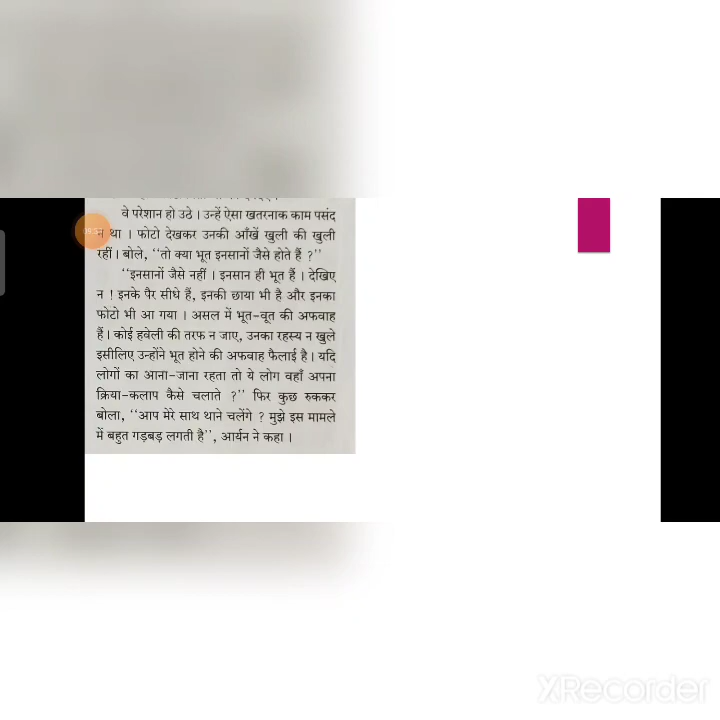 वे परेशान हो उठे । उन्हें ऐसा खतरनाक काम पसंद
न था । फोटो देखकर उनकी आँखें खुली की खुली
रहीं । बोले, ‘‘तो क्या भूत इनसानों जैसे होते हैं ?’’
‘‘इनसानों जैसे नहीं । इनसान ही भूत हैं । देखिए
न ! इनके पैर सीधे हैं, इनकी छाया भी है और इनका
फोटो भी आ गया । असल में भूत-वूत की अफवाह
हैं । कोई हवेली की तरफ न जाए, उनका रहस्य न खुले
इसीलिए उन्होंने भूत होने की अफवाह फैलाई है । यदि
लोगों का आना-जाना रहता तो ये लोग वहाँ अपना
क्रिया-कलाप कैसे चलाते ?’’ फिर कुछ रुककर
बोला, ‘‘आप मेरे साथ थाने चलेंगे ? मुझे इस मामले
में बहुत गड़बड़ लगती है’’, आर्यन ने कहा ।
XRecorder